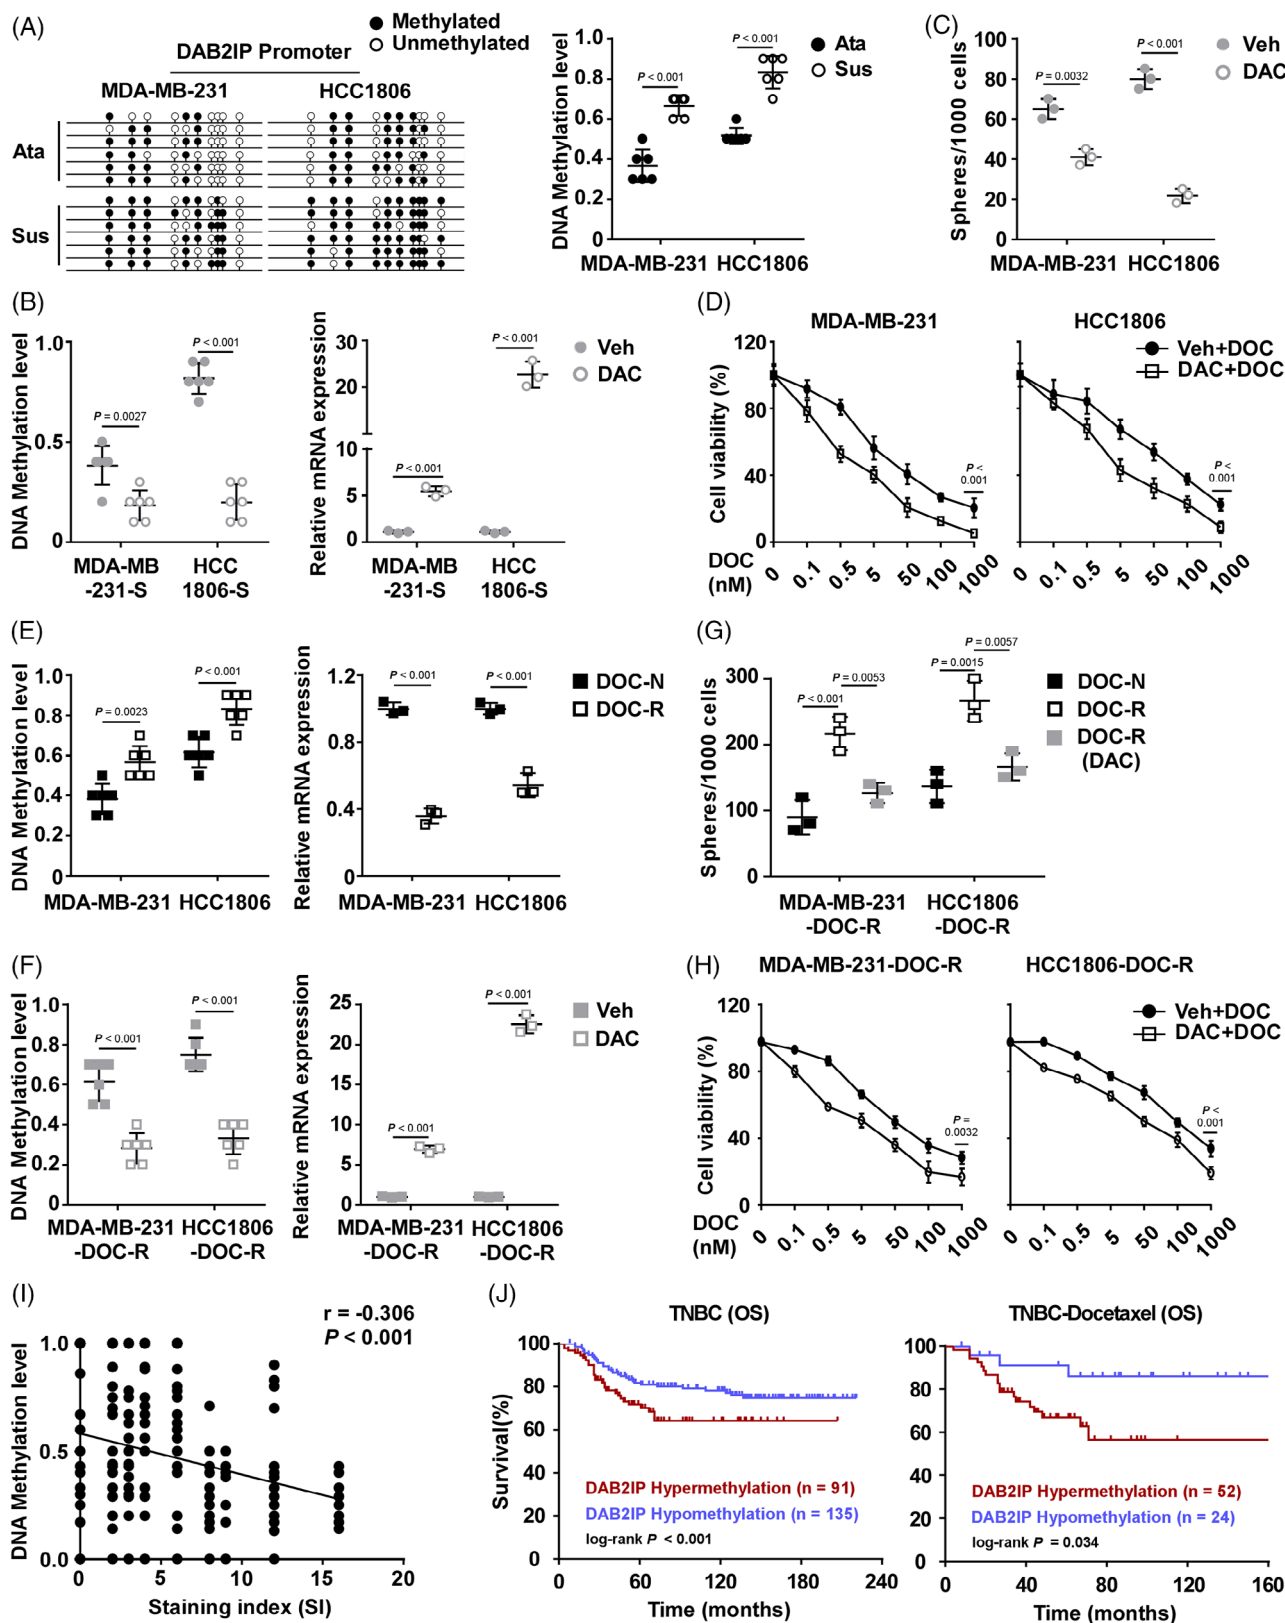 (A)
DAB2IP Promoter
Methylated
Unmethylated
MDA-MB-231
HCC1806
Ata
Sus
DNA Methylation level
1.0
0.8
0.6
0.4
0.2
0
P < 0.001
P < 0.001
Ata
Sus
MDA-MB-231 HCC1806
(C)
Spheres/1000 cells
100
80
60
40
20
0
P = 0.0032
P < 0.001
Veh
DAC
MDA-MB-231 HCC1806
(B)
DNA Methylation level
1.0
0.5
0
P = 0.0027
P < 0.001
MDA-MB
-231-S
HCC
1806-S
Relative mRNA expression
30
20
10
5
0
P < 0.001
P < 0.001
Veh
DAC
MDA-MB
-231-S
HCC
1806-S
(D)
MDA-MB-231
HCC1806
Cell viability (%)
120
80
40
0
P <
0.001
P <
0.001
Veh+DOC
DAC+DOC
DOC
(nM)
0 0.1 0.5 5 50 100 1000
0 0.1 0.5 5 50 100 1000
(E)
DNA Methylation level
1.0
0.8
0.6
0.4
0.2
0
P = 0.0023
P < 0.001
MDA-MB-231 HCC1806
Relative mRNA expression
1.2
0.8
0.4
0
P < 0.001
P < 0.001
DOC-N
DOC-R
MDA-MB-231 HCC1806
(G)
Spheres/1000 cells
300
200
100
0
P < 0.001
P = 0.0053
P = 0.0015
P = 0.0057
DOC-N
DOC-R
DOC-R
(DAC)
MDA-MB-231
-DOC-R
HCC1806
-DOC-R
(F)
DNA Methylation level
1.0
0.8
0.6
0.4
0.2
0
P < 0.001
P < 0.001
MDA-MB-231
-DOC-R
HCC1806
-DOC-R
Relative mRNA expression
25
20
15
10
5
0
P < 0.001
P < 0.001
Veh
DAC
MDA-MB-231
-DOC-R
HCC1806
-DOC-R
(H)
MDA-MB-231-DOC-R
HCC1806-DOC-R
Cell viability (%)
120
80
40
0
P =
0.0032
P <
0.001
Veh+DOC
DAC+DOC
DOC
(nM)
0 0.1 0.5 5 50 100 1000
0 0.1 0.5 5 50 100 1000
(I)
r = -0.306
P < 0.001
DNA Methylation level
1.0
0.5
0.0
0 5 10 15 20
Staining index (SI)
(J)
TNBC (OS)
Survival(%)
100
80
60
40
20
0
DAB2IP Hypermethylation (n = 91)
DAB2IP Hypomethylation (n = 135)
log-rank P < 0.001
0 60 120 180 240
Time (months)
TNBC-Docetaxel (OS)
100
80
60
40
20
0
DAB2IP Hypermethylation (n = 52)
DAB2IP Hypomethylation (n = 24)
log-rank P = 0.034
0 40 80 120 160
Time (months)